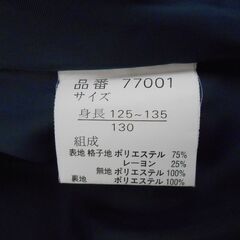 品番 77001
サイズ
身長 125~135
130
組成
表地 格子地 ポリエステル 75%
レーヨン 25%
無地 ポリエステル 100%
裏地 ポリエステル 100%